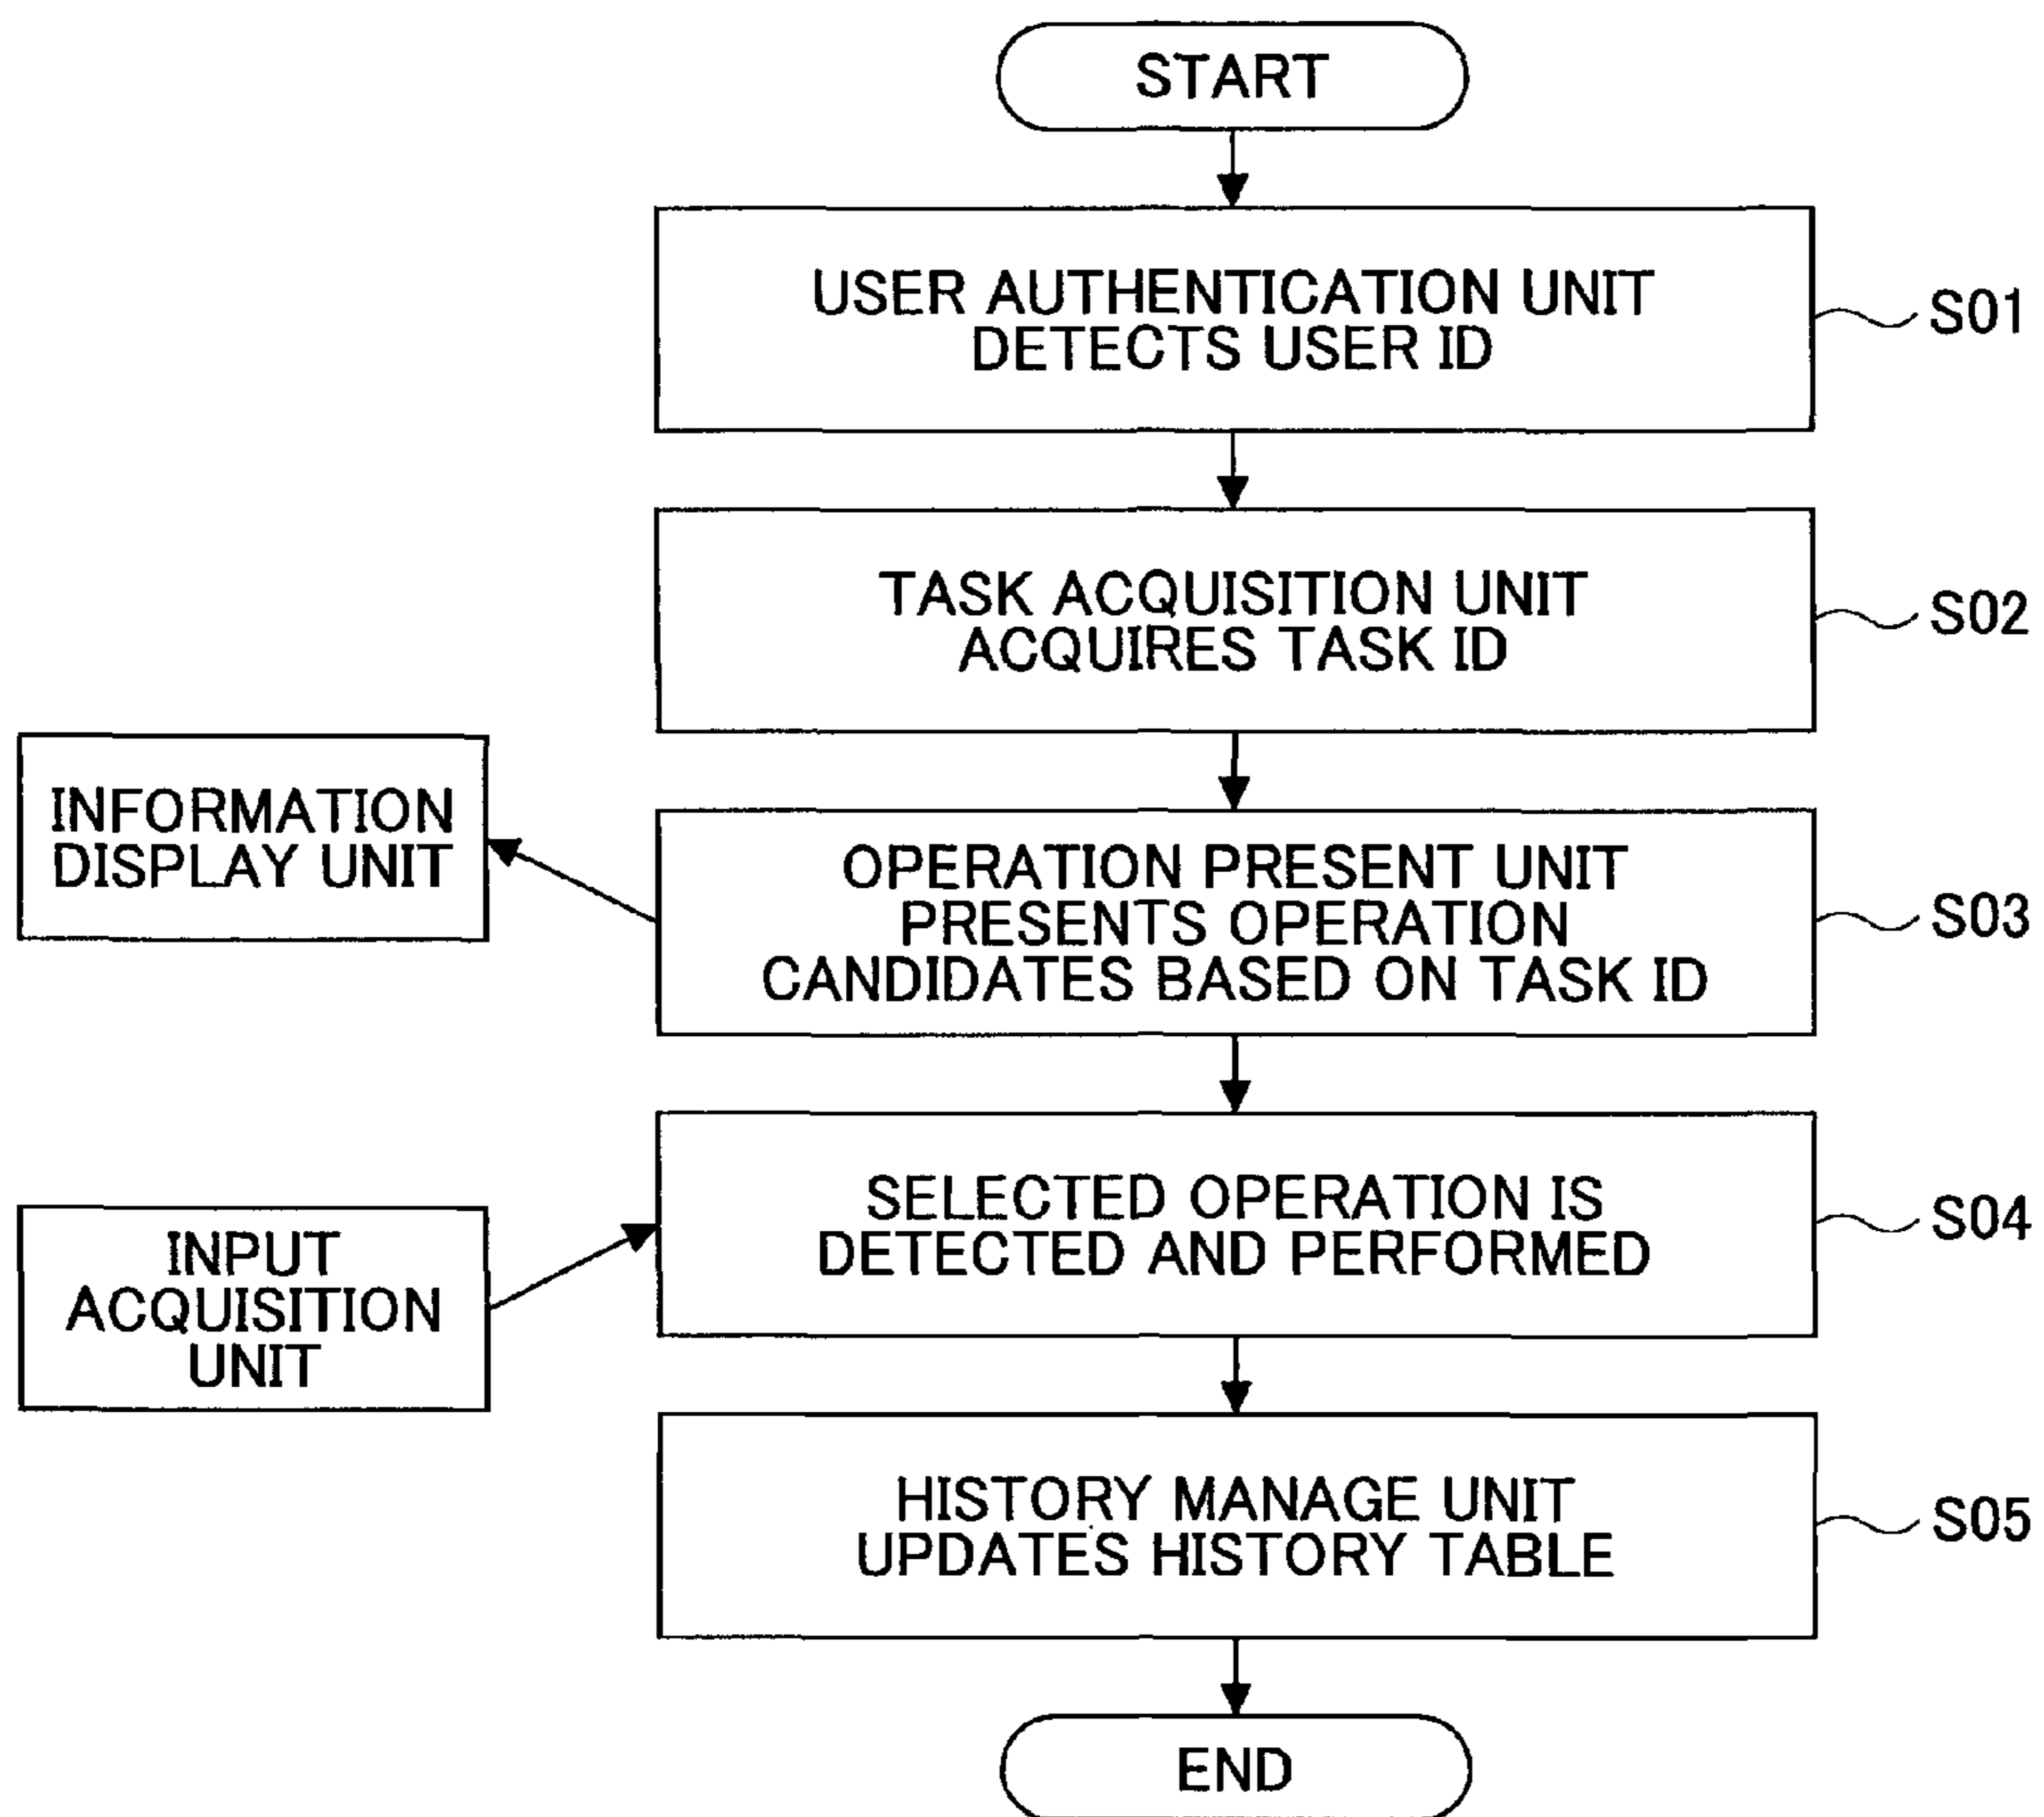 START
USER AUTHENTICATION UNIT
DETECTS USER ID
S01
TASK ACQUISITION UNIT
ACQUIRES TASK ID
S02
INFORMATION
DISPLAY UNIT
OPERATION PRESENT UNIT
PRESENTS OPERATION
CANDIDATES BASED ON TASK ID
S03
INPUT
ACQUISITION
UNIT
SELECTED OPERATION IS
DETECTED AND PERFORMED
S04
HISTORY MANAGE UNIT
UPDATES HISTORY TABLE
S05
END